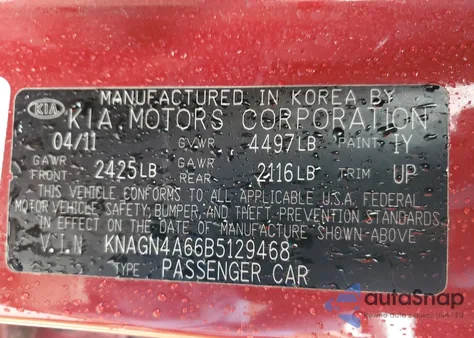 MANUFACTURED IN KOREA BY
KIA KIA MOTORS CORPORATION
04/11 GVWR 4497LB PAINT IY
GAWR FRONT 2425LB GAWR REAR 2116LB TRIM UP
THIS VEHICLE CONFORMS TO ALL APPLICABLE U.S.A. FEDERAL
MOTOR VEHICLE SAFETY, BUMPER, AND THEFT PREVENTION STANDARDS
IN EFFECT ON THE DATE OF MANUFACTURE SHOWN ABOVE
V.I.N KNAGN4A66B5129468
TYPE: PASSENGER CAR
autoSnap